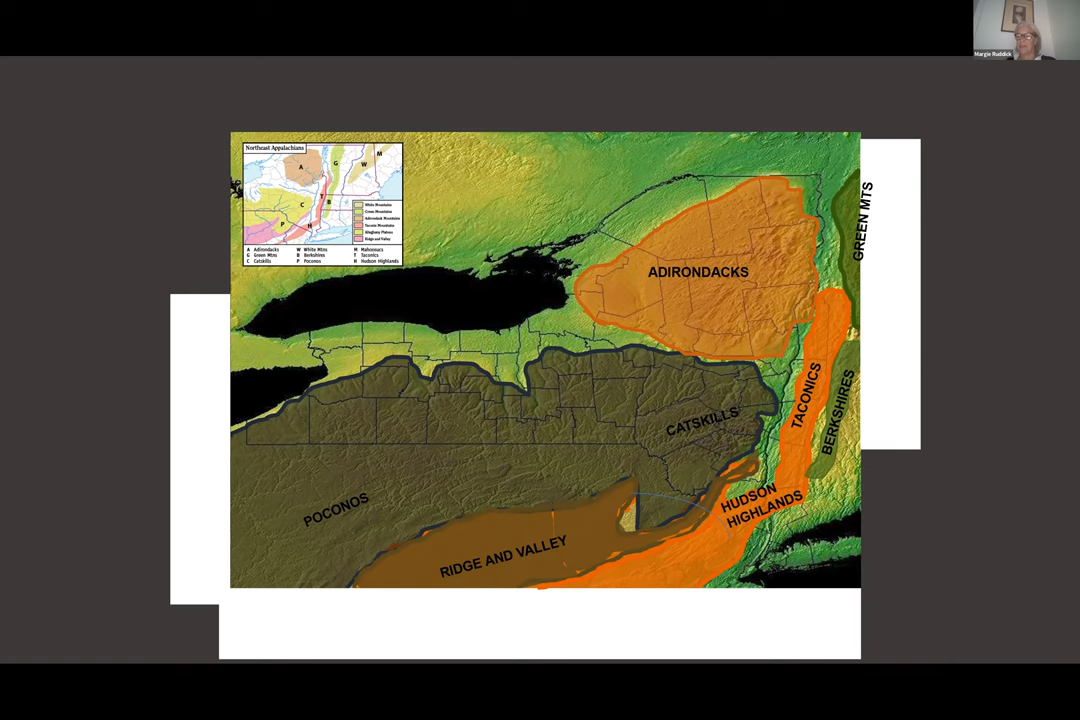 Margie Ruddick
Northeast Appalachians
M
G
A
W
T
B
C
P
H
White Mountains
Green Mountains
Adirondack Mountains
Taconic Mountains
Allegheny Plateau
Ridge and Valley
A Adirondacks W White Mtns M Mahoosucs
G Green Mtns B Berkshires T Taconics
C Catskills P Poconos H Hudson Highlands
GREEN MTS
ADIRONDACKS
TACONICS
BERKSHIRES
CATSKILLS
POCONOS
HUDSON
HIGHLANDS
RIDGE AND VALLEY